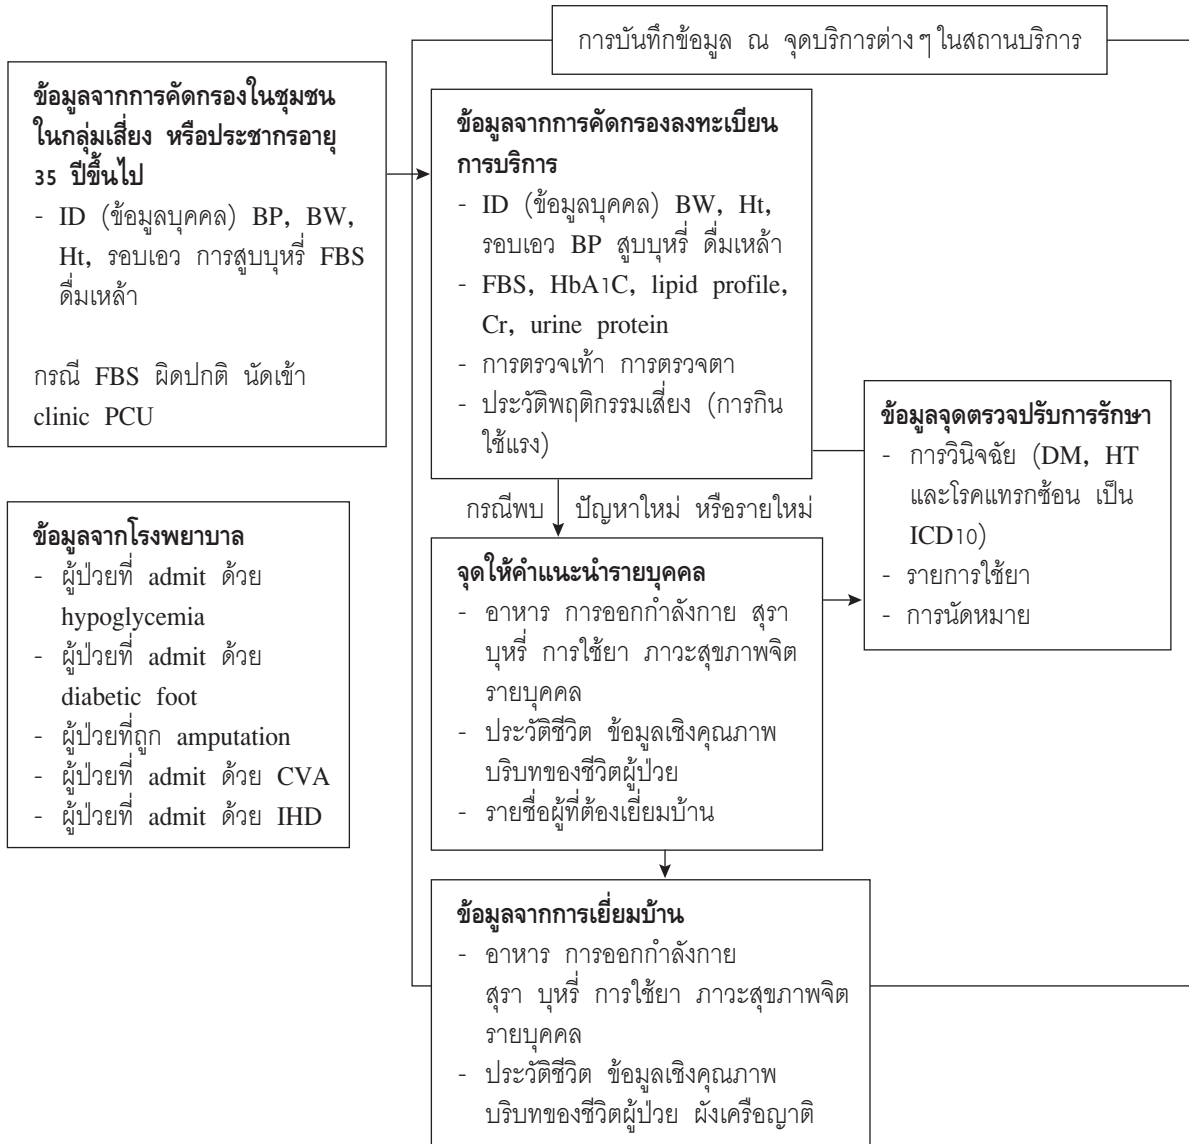 การบันทึกข้อมูล ณ จุดบริการต่างๆ ในสถานบริการ
ข้อมูลจากการคัดกรองในชุมชน
ในกลุ่มเสี่ยง หรือประชากรอายุ
35 ปีขึ้นไป
- ID (ข้อมูลบุคคล) BP, BW,
Ht, รอบเอว การสูบบุหรี่ FBS
ดื่มเหล้า
กรณี FBS ผิดปกติ นัดเข้า
clinic PCU
ข้อมูลจากโรงพยาบาล
- ผู้ป่วยที่ admit ด้วย
hypoglycemia
- ผู้ป่วยที่ admit ด้วย
diabetic foot
- ผู้ป่วยที่ถูก amputation
- ผู้ป่วยที่ admit ด้วย CVA
- ผู้ป่วยที่ admit ด้วย IHD
ข้อมูลจากการคัดกรองลงทะเบียน
การบริการ
- ID (ข้อมูลบุคคล) BW, Ht,
รอบเอว BP สูบบุหรี่ ดื่มเหล้า
- FBS, HbA1C, lipid profile,
Cr, urine protein
- การตรวจเท้า การตรวจตา
- ประวัติพฤติกรรมเสี่ยง (การกิน
ใช้แรง)
กรณีพบ ปัญหาใหม่ หรือรายใหม่
จุดให้คำแนะนำรายบุคคล
- อาหาร การออกกำลังกาย สุรา
บุหรี่ การใช้ยา ภาวะสุขภาพจิต
รายบุคคล
- ประวัติชีวิต ข้อมูลเชิงคุณภาพ
บริบทของชีวิตผู้ป่วย
- รายชื่อผู้ที่ต้องเยี่ยมบ้าน
ข้อมูลจุดตรวจปรับการรักษา
- การวินิจฉัย (DM, HT
และโรคแทรกซ้อน เป็น
ICD10)
- รายการใช้ยา
- การนัดหมาย
ข้อมูลจากการเยี่ยมบ้าน
- อาหาร การออกกำลังกาย
สุรา บุหรี่ การใช้ยา ภาวะสุขภาพจิต
รายบุคคล
- ประวัติชีวิต ข้อมูลเชิงคุณภาพ
บริบทของชีวิตผู้ป่วย ผังเครือญาติ